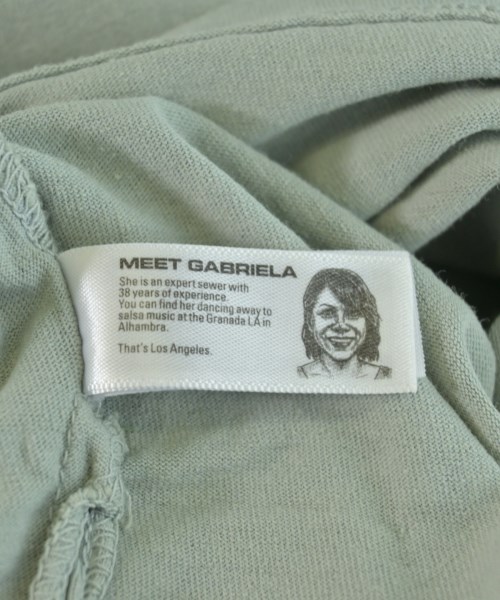 MEET GABRIELA
She is an expert sewer with
38 years of experience.
You can find her dancing away to
salsa music at the Granada LA in
Alhambra.
That's Los Angeles.